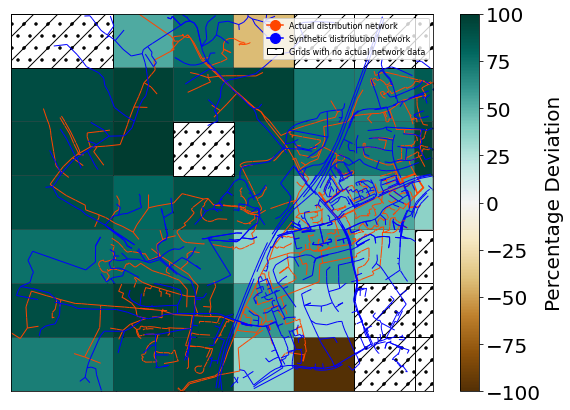 Actual distribution network
Synthetic distribution network
Grids with no actual network data
100
75
50
25
0
−25
−50
−75
−100
Percentage Deviation